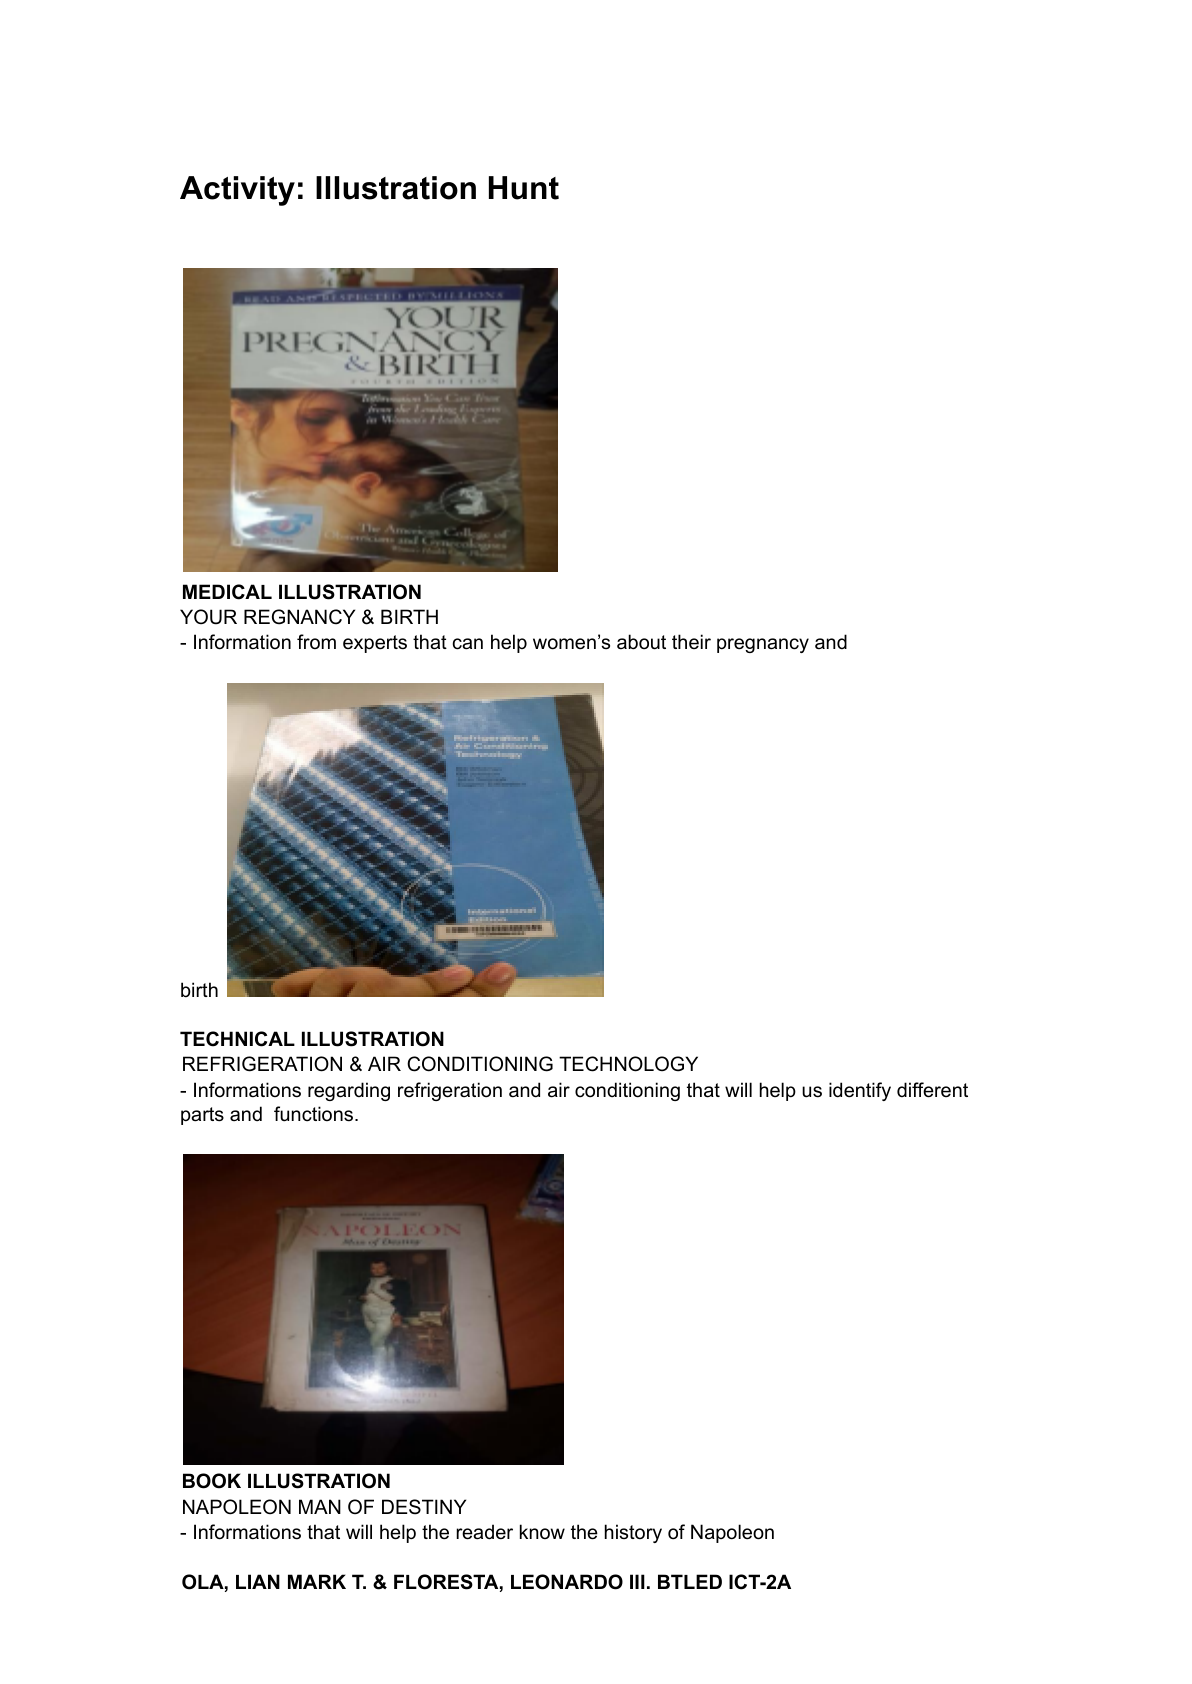 Activity: Illustration Hunt
READ AND RESPECTED BY MILLIONS
YOUR
PREGNANCY
& BIRTH
FOURTH EDITION
Information You Can Trust
from the Leading Experts
in Women's Health Care
The American College of
Obstetricians and Gynecologists
Women's Health Care Physicians
MEDICAL ILLUSTRATION
YOUR REGNANCY & BIRTH
- Information from experts that can help women’s about their pregnancy and
Refrigeration &
Air Conditioning
Technology
International
Edition
birth
TECHNICAL ILLUSTRATION
REFRIGERATION & AIR CONDITIONING TECHNOLOGY
- Informations regarding refrigeration and air conditioning that will help us identify different
parts and  functions.
NAPOLEON
Man of Destiny
BOOK ILLUSTRATION
NAPOLEON MAN OF DESTINY
- Informations that will help the reader know the history of Napoleon
OLA, LIAN MARK T. & FLORESTA, LEONARDO III. BTLED ICT-2A